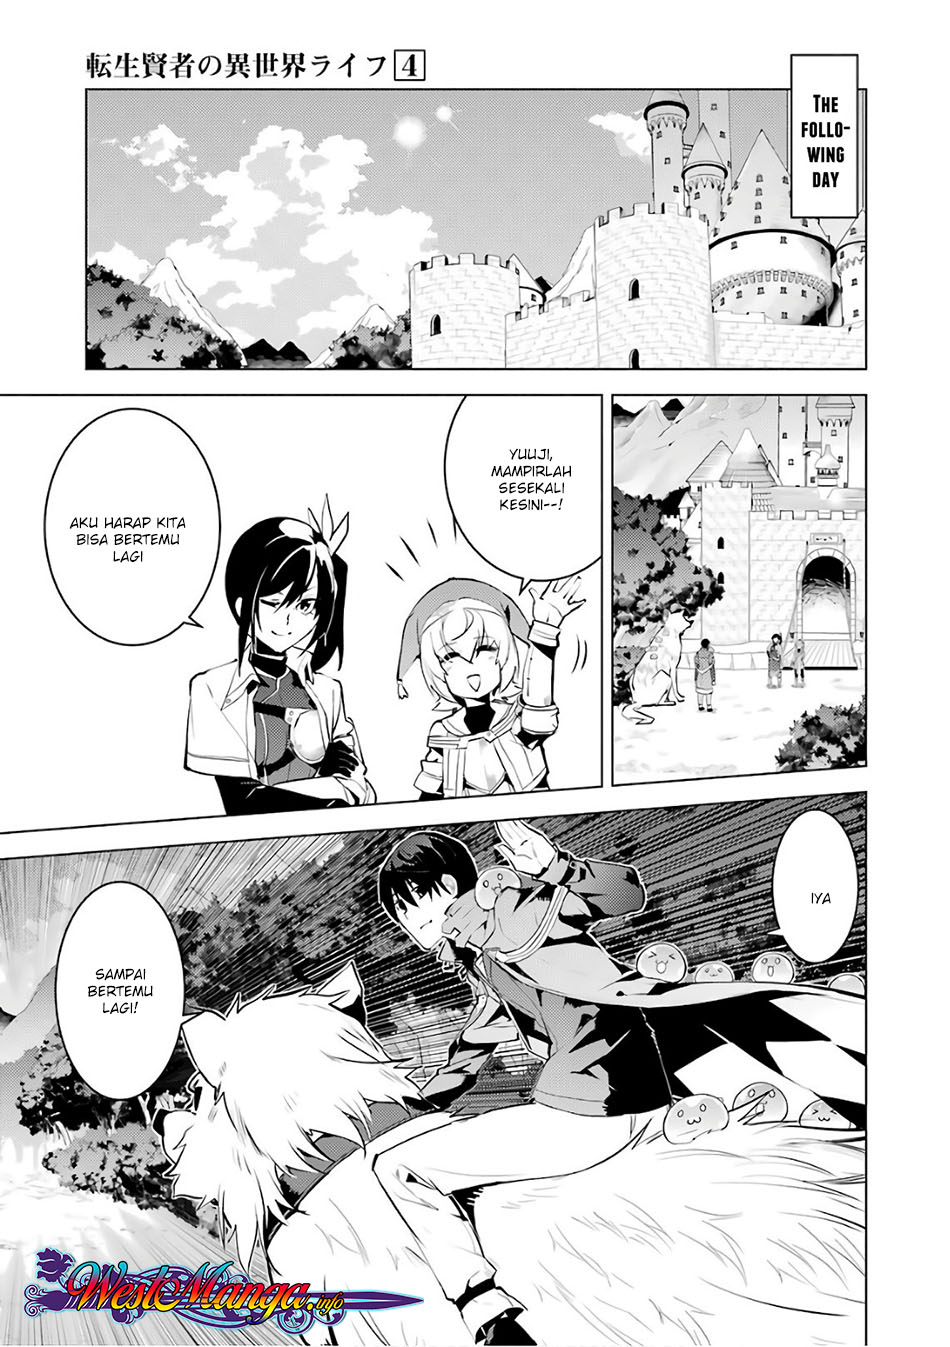 転生賢者の異世界ライフ 4
THE
FOLLO-
WING
DAY
YUUJI,
MAMPIRLAH
SESEKALI
KESINI--!
AKU HARAP KITA
BISA BERTEMU
LAGI
IYA
SAMPAI
BERTEMU
LAGI!
WestManga.info